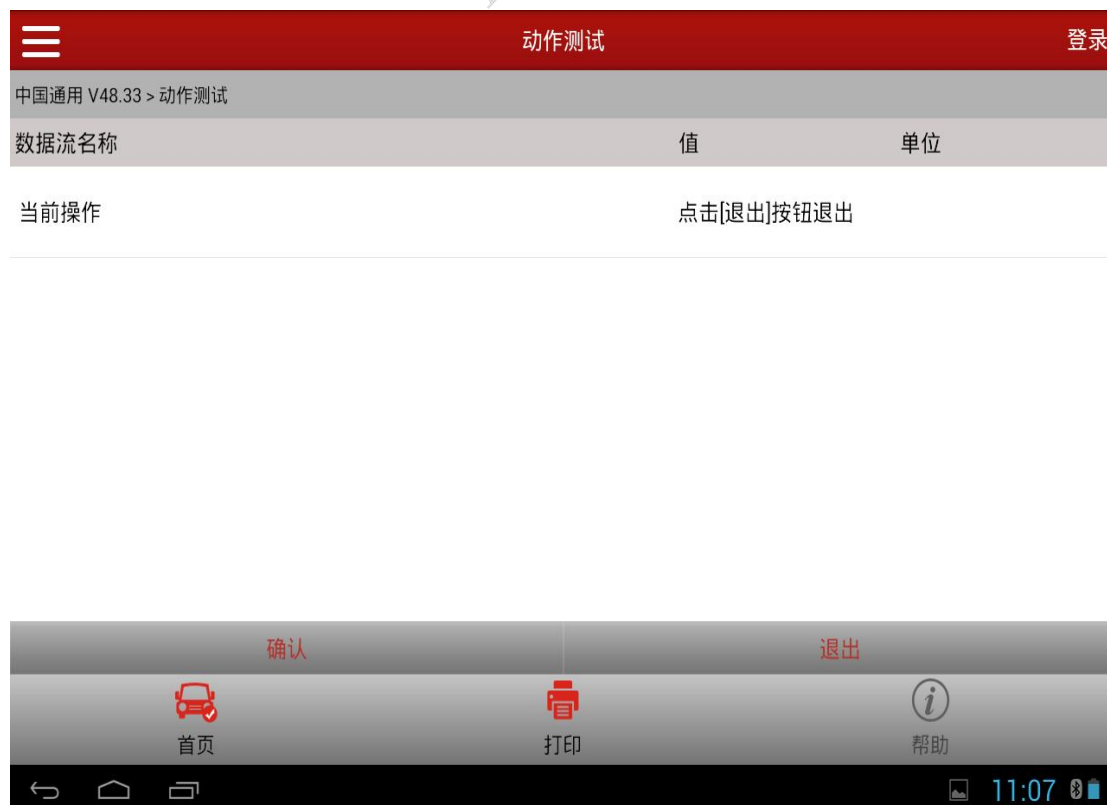 动作测试 登录
中国通用 V48.33 > 动作测试
数据流名称 值 单位
当前操作 点击[退出]按钮退出
确认 退出
首页 打印 帮助
11:07